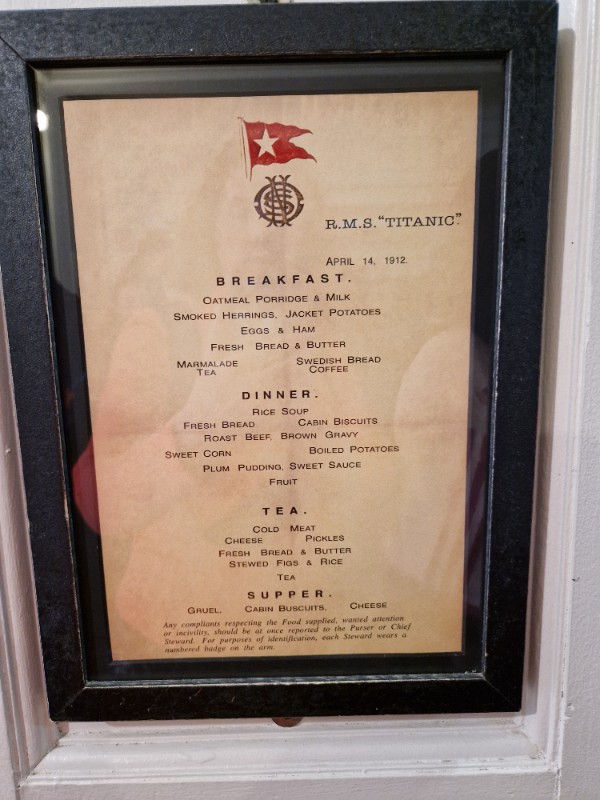 R.M.S. "TITANIC."
APRIL 14, 1912.
BREAKFAST.
OATMEAL PORRIDGE & MILK
SMOKED HERRINGS, JACKET POTATOES
EGGS & HAM
FRESH BREAD & BUTTER
MARMALADE SWEDISH BREAD
TEA COFFEE
DINNER.
RICE SOUP
FRESH BREAD CABIN BISCUITS
ROAST BEEF, BROWN GRAVY
SWEET CORN BOILED POTATOES
PLUM PUDDING, SWEET SAUCE
FRUIT
TEA.
COLD MEAT
CHEESE PICKLES
FRESH BREAD & BUTTER
STEWED FIGS & RICE
TEA
SUPPER.
GRUEL, CABIN BUSCUITS, CHEESE
Any compliants respecting the Food supplied, wanted attention
or incivility, should be at once reported to the Purser or Chief
Steward. For purposes of identification, each Steward wears a
numbered badge on the arm.